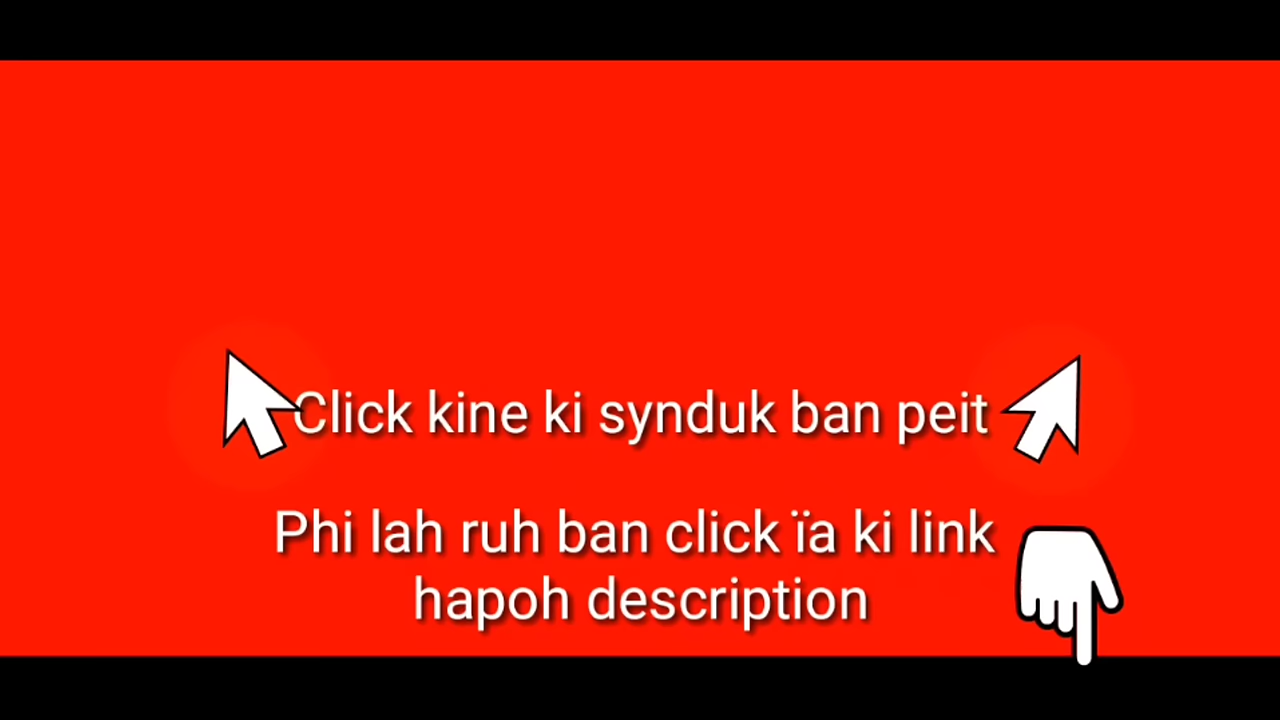 Click kine ki synduk ban peit
Phi lah ruh ban click ïa ki link
hapoh description